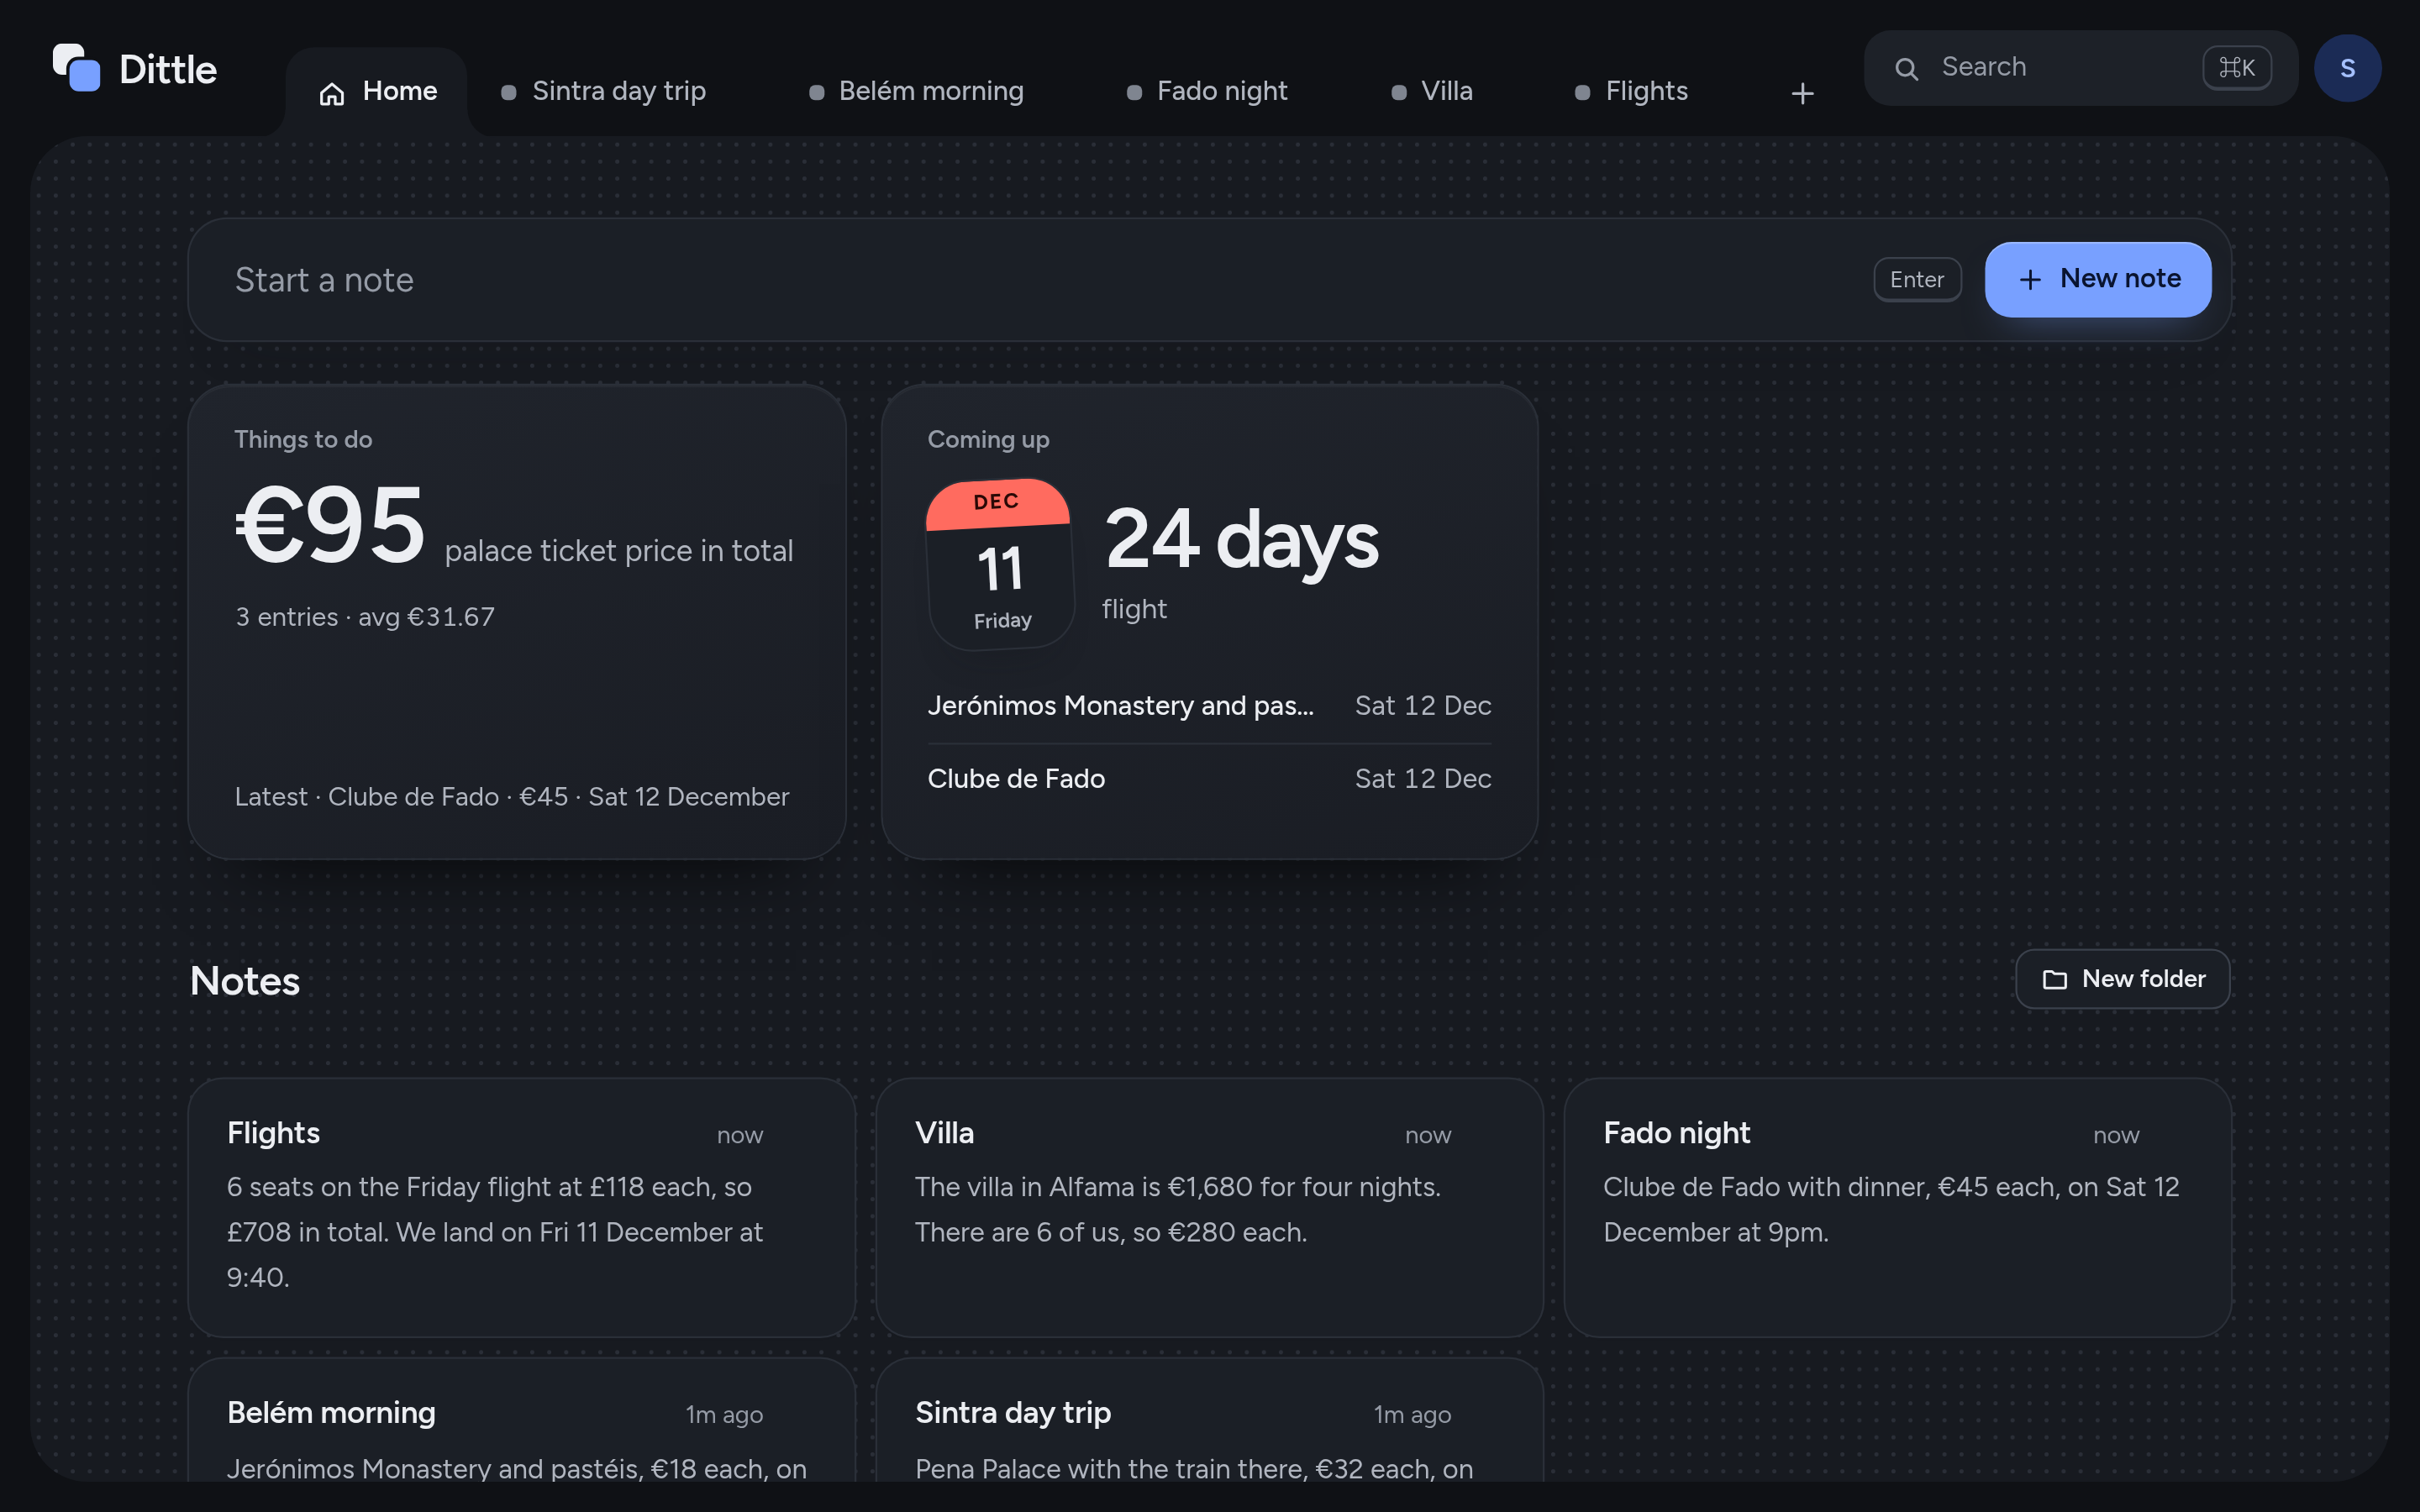 Dittle
Home
Sintra day trip
Belém morning
Fado night
Villa
Flights
Search
⌘K
S
Start a note
Enter
New note
Things to do
€95 palace ticket price in total
3 entries · avg €31.67
Latest · Clube de Fado · €45 · Sat 12 December
Coming up
DEC
11
Friday
24 days
flight
Jerónimos Monastery and pas... Sat 12 Dec
Clube de Fado Sat 12 Dec
Notes
New folder
Flights now
6 seats on the Friday flight at £118 each, so
£708 in total. We land on Fri 11 December at
9:40.
Villa now
The villa in Alfama is €1,680 for four nights.
There are 6 of us, so €280 each.
Fado night now
Clube de Fado with dinner, €45 each, on Sat 12
December at 9pm.
Belém morning 1m ago
Jerónimos Monastery and pastéis, €18 each, on
Sintra day trip 1m ago
Pena Palace with the train there, €32 each, on